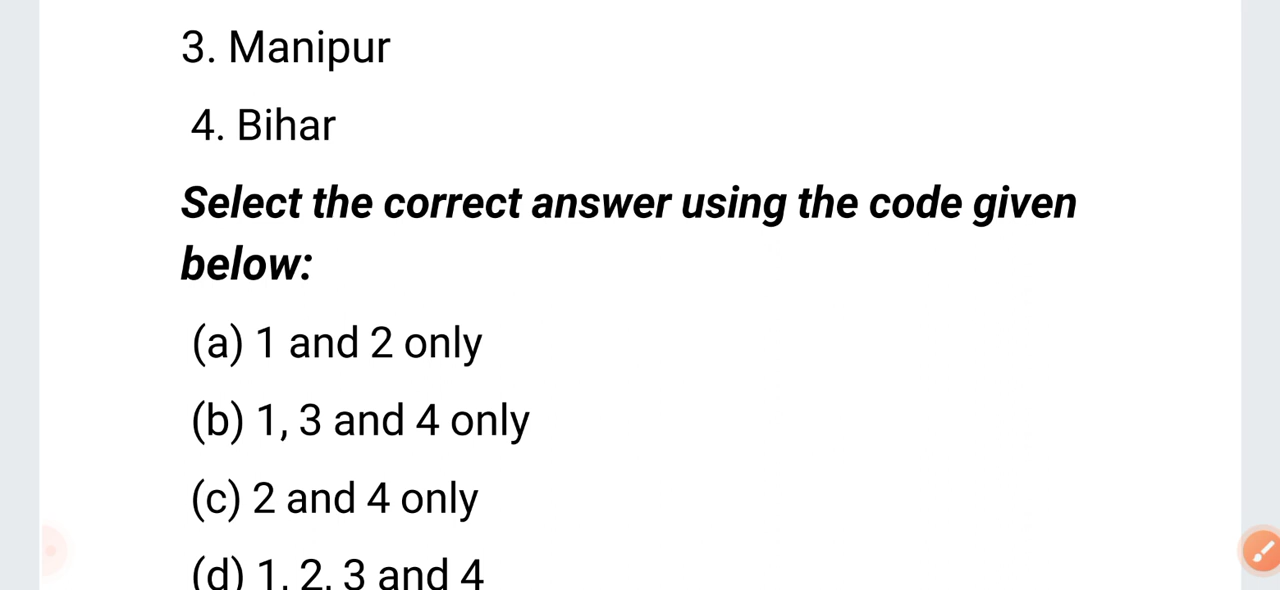 3. Manipur
4. Bihar
Select the correct answer using the code given
below:
(a) 1 and 2 only
(b) 1, 3 and 4 only
(c) 2 and 4 only
(d) 1, 2, 3 and 4